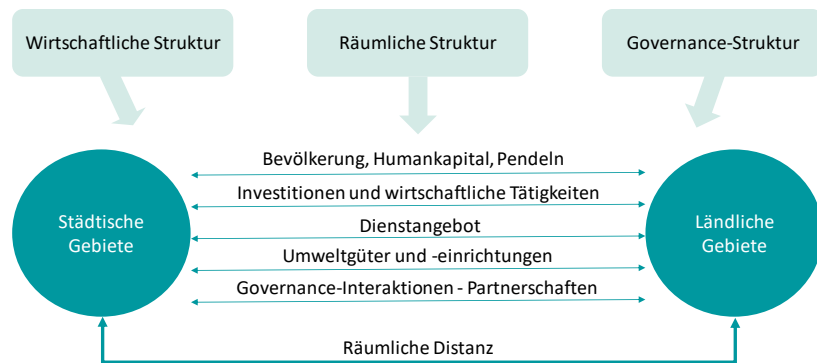 Wirtschaftliche Struktur
Räumliche Struktur
Governance-Struktur
Bevölkerung, Humankapital, Pendeln
Investitionen und wirtschaftliche Tätigkeiten
Städtische
Gebiete
Dienstangebot
Ländliche
Gebiete
Umweltgüter und -einrichtungen
Governance-Interaktionen - Partnerschaften
Räumliche Distanz